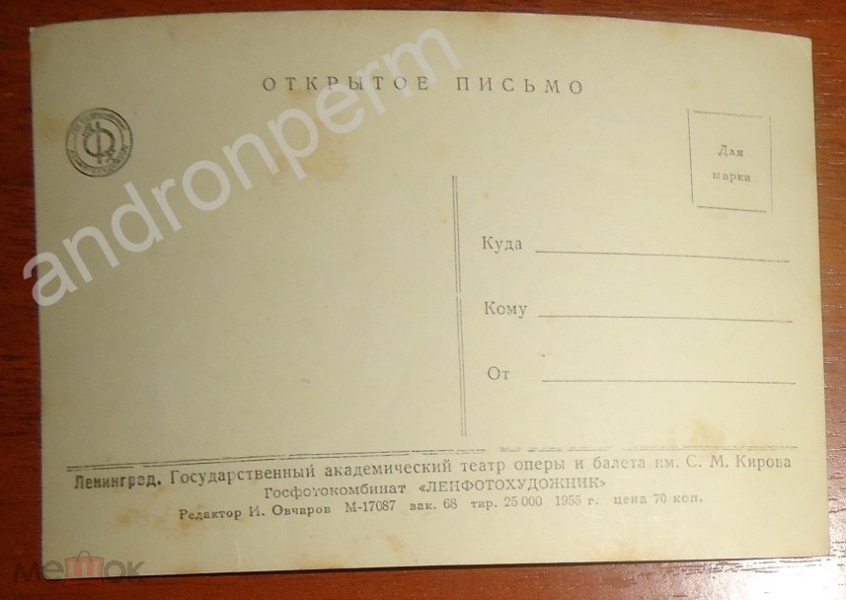 ОТКРЫТОЕ ПИСЬМО
Для
марки
Куда
Кому
От
Ленинград. Государственный академический театр оперы и балета им. С. М. Кирова
Госфотокомбинат «ЛЕНФОТОХУДОЖНИК»
Редактор И. Овчаров М-17087 зак. 68 тир. 25 000 1955 г. цена 70 коп.
andronperm
мешок